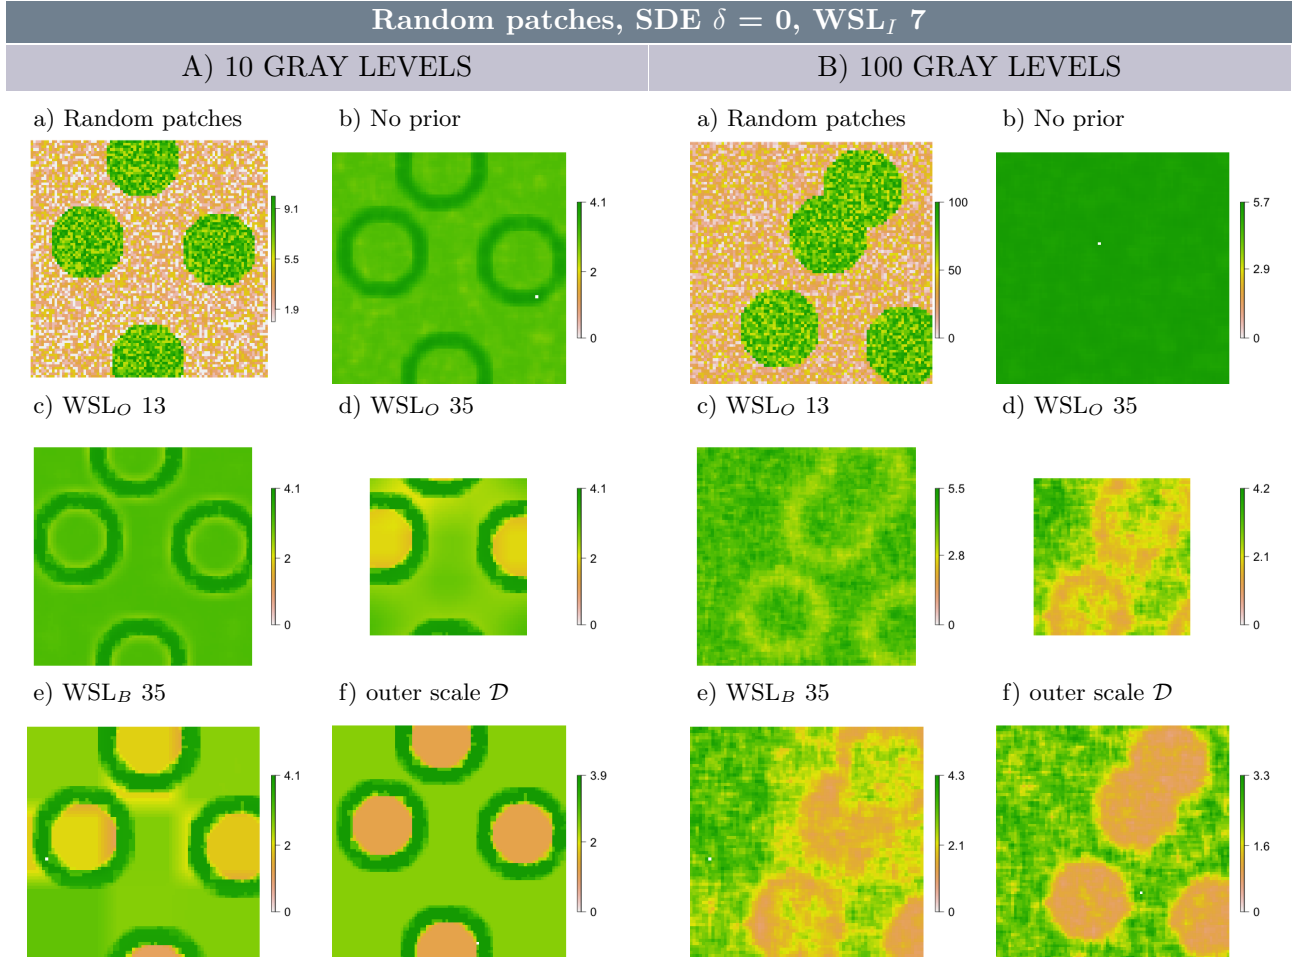 Random patches, SDE δ = 0, WSL_I 7
A) 10 GRAY LEVELS
B) 100 GRAY LEVELS
a) Random patches
b) No prior
a) Random patches
b) No prior
9.1
5.5
1.9
4.1
2
0
100
50
0
5.7
2.9
0
c) WSL_O 13
d) WSL_O 35
c) WSL_O 13
d) WSL_O 35
4.1
2
0
4.1
2
0
5.5
2.8
0
4.2
2.1
0
e) WSL_B 35
f) outer scale 𝒟
e) WSL_B 35
f) outer scale 𝒟
4.1
2
0
3.9
2
0
4.3
2.1
0
3.3
1.6
0